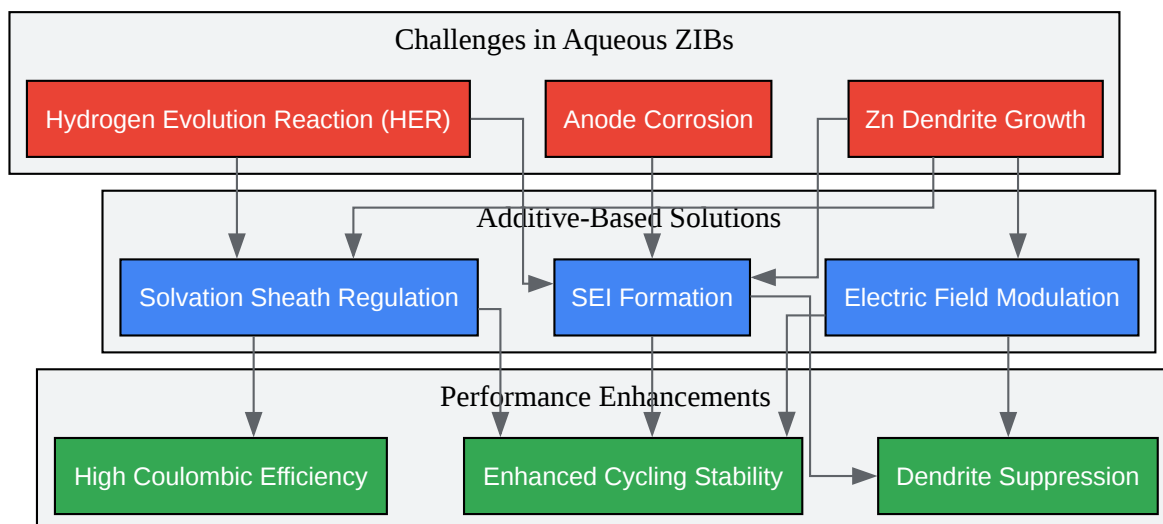 Challenges in Aqueous ZIBs
Hydrogen Evolution Reaction (HER)
Anode Corrosion
Zn Dendrite Growth
Additive-Based Solutions
Solvation Sheath Regulation
SEI Formation
Electric Field Modulation
Performance Enhancements
High Coulombic Efficiency
Enhanced Cycling Stability
Dendrite Suppression